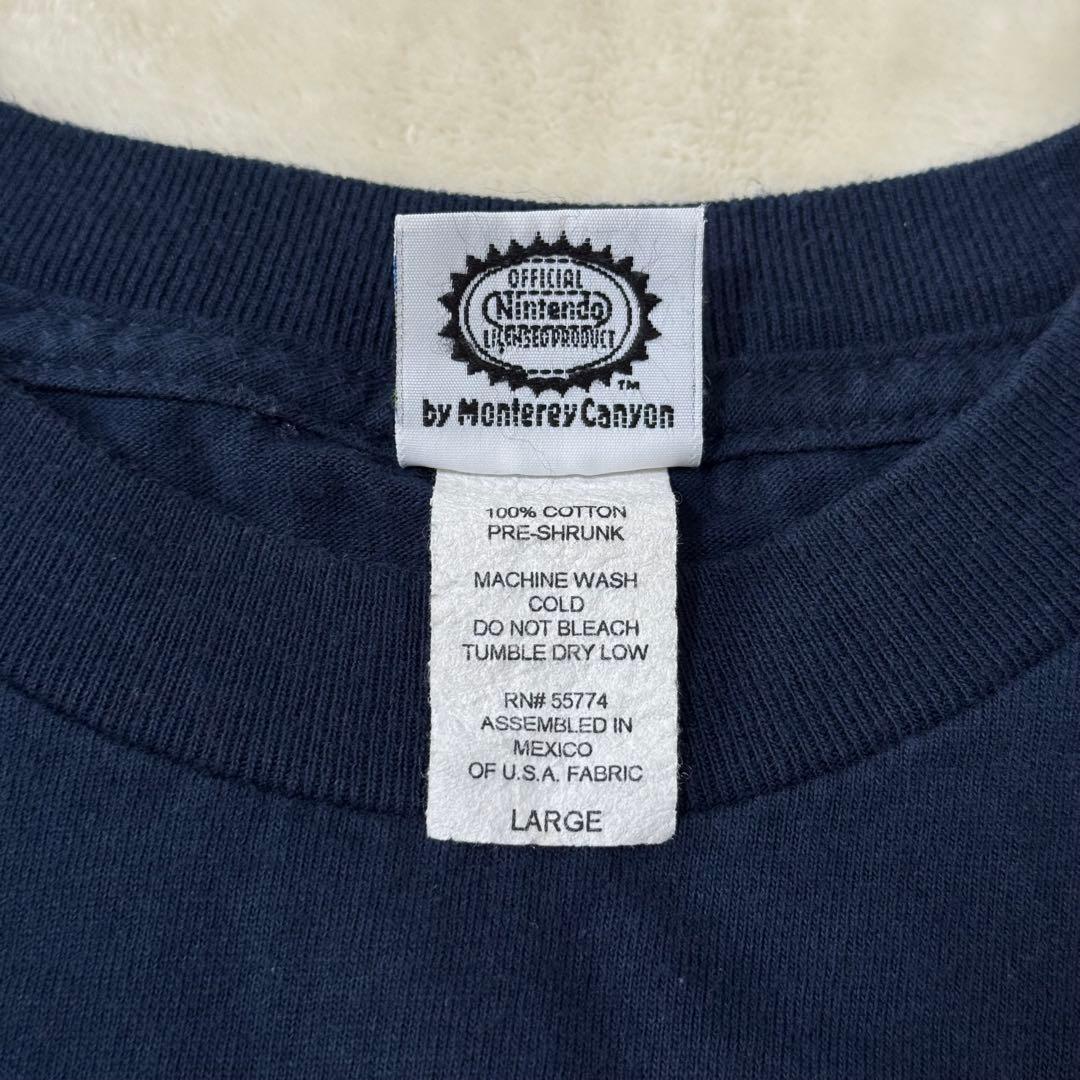 OFFICIAL
Nintendo
LICENSED PRODUCT
TM
by Monterey Canyon
100% COTTON
PRE-SHRUNK
MACHINE WASH
COLD
DO NOT BLEACH
TUMBLE DRY LOW
RN# 55774
ASSEMBLED IN
MEXICO
OF U.S.A. FABRIC
LARGE